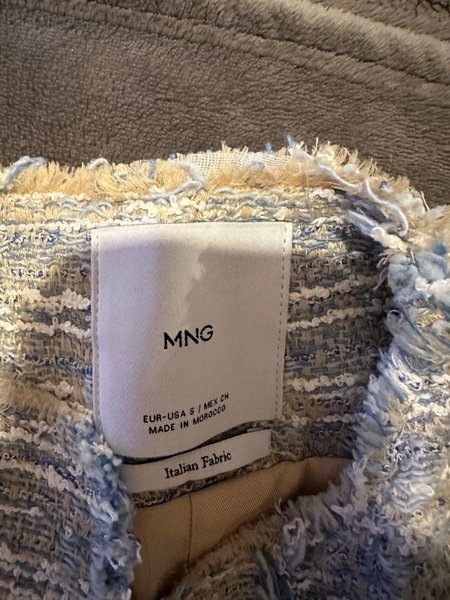 MNG
EUR-USA S / MEX CH
MADE IN MOROCCO
Italian Fabric